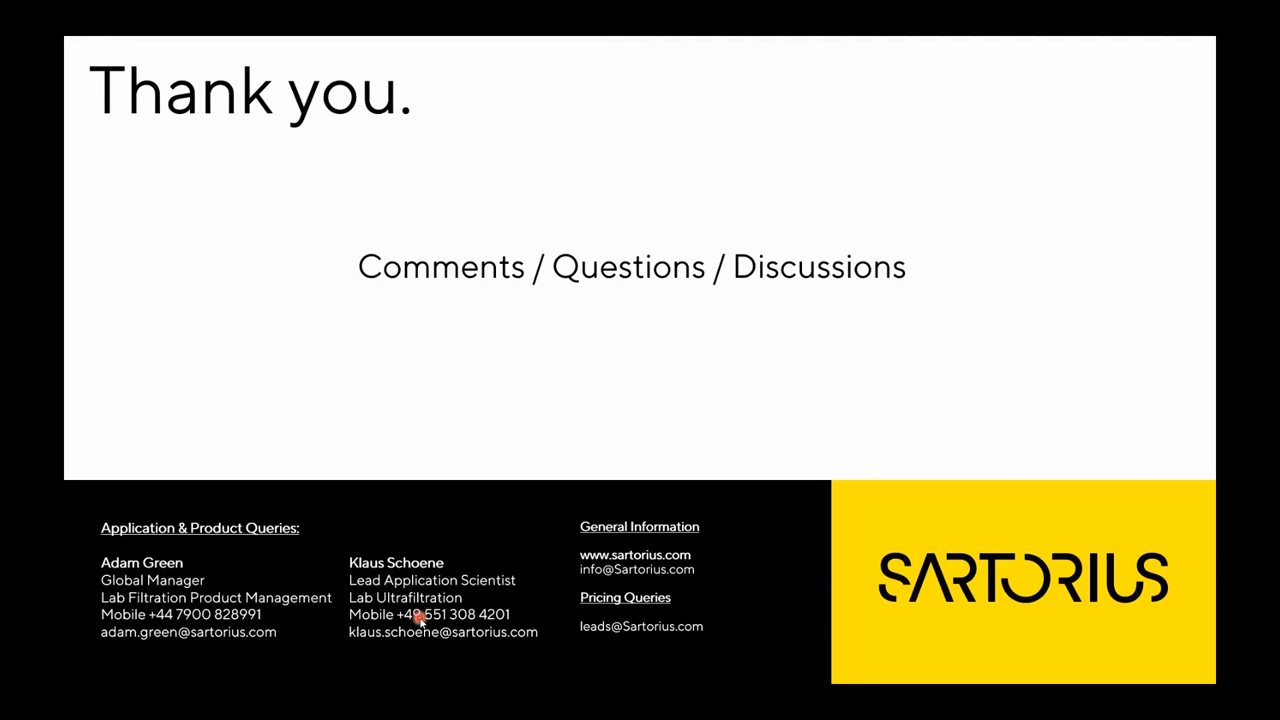 Thank you.
Comments / Questions / Discussions
Application & Product Queries:
Adam Green
Global Manager
Lab Filtration Product Management
Mobile +44 7900 828991
adam.green@sartorius.com
Klaus Schoene
Lead Application Scientist
Lab Ultrafiltration
Mobile +49 551 308 4201
klaus.schoene@sartorius.com
General Information
www.sartorius.com
info@Sartorius.com
Pricing Queries
leads@Sartorius.com
SARTORIUS